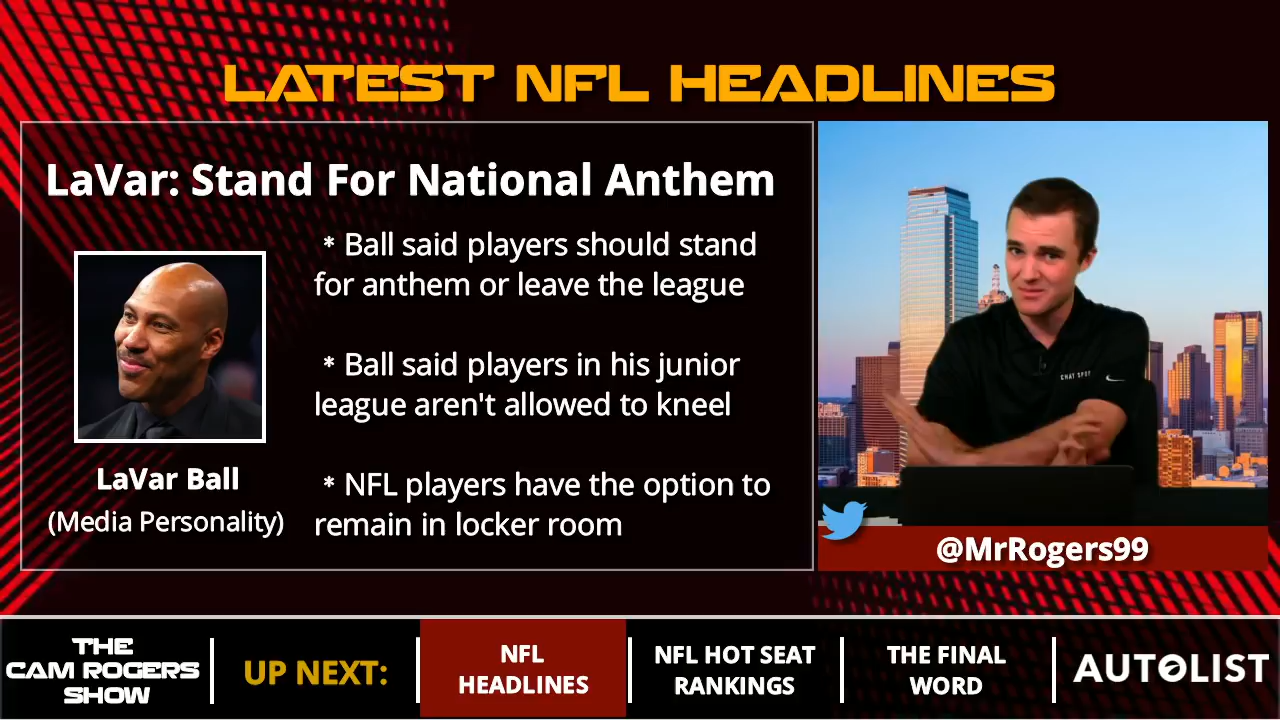 LATEST NFL HEADLINES
LaVar: Stand For National Anthem
* Ball said players should stand
for anthem or leave the league
* Ball said players in his junior
league aren't allowed to kneel
* NFL players have the option to
remain in locker room
LaVar Ball
(Media Personality)
CHAT SPORTS
@MrRogers99
THE
CAM ROGERS
SHOW
UP NEXT:
NFL
HEADLINES
NFL HOT SEAT
RANKINGS
THE FINAL
WORD
AUTOLIST